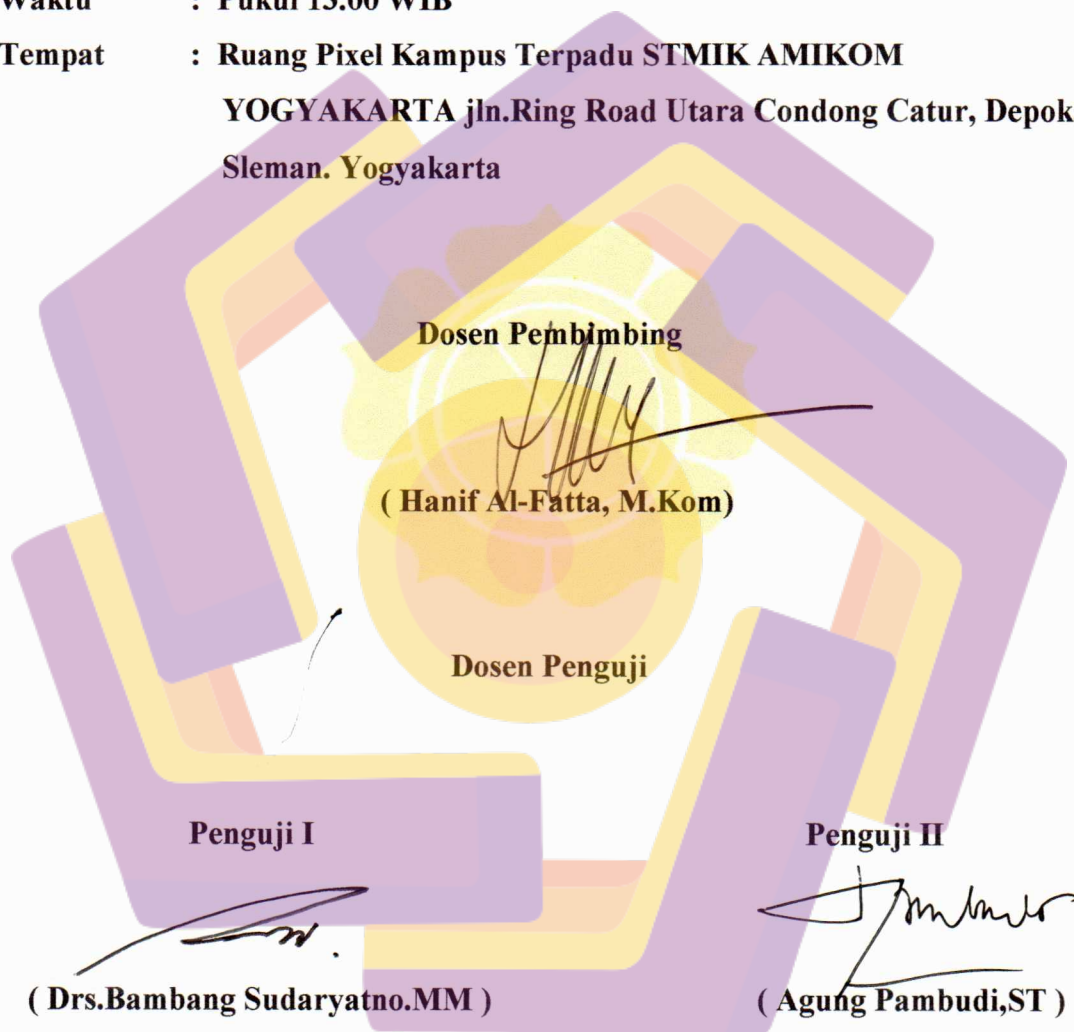 Waktu : Pukul 13.00 WIB
Tempat : Ruang Pixel Kampus Terpadu STMIK AMIKOM
YOGYAKARTA jln.Ring Road Utara Condong Catur, Depok
Sleman. Yogyakarta
Dosen Pembimbing
( Hanif Al-Fatta, M.Kom)
Dosen Penguji
Penguji I
Penguji II
( Drs.Bambang Sudaryatno.MM )
( Agung Pambudi,ST )